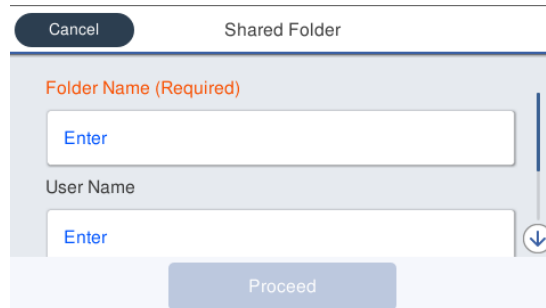 Cancel
Shared Folder
Folder Name (Required)
Enter
User Name
Enter
Proceed